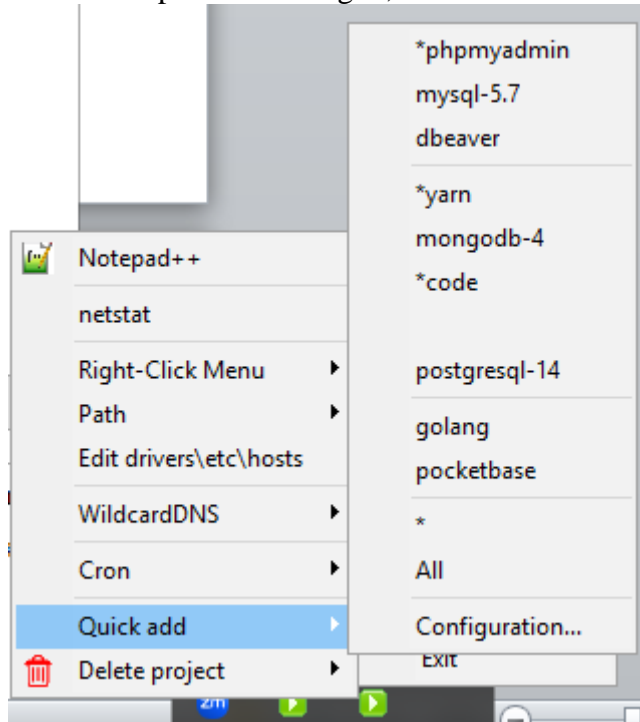 Notepad++
netstat
Right-Click Menu
Path
Edit drivers\etc\hosts
WildcardDNS
Cron
Quick add
Delete project
*phpmyadmin
mysql-5.7
dbeaver
*yarn
mongodb-4
*code
postgresql-14
golang
pocketbase
*
All
Configuration...
Exit
zm